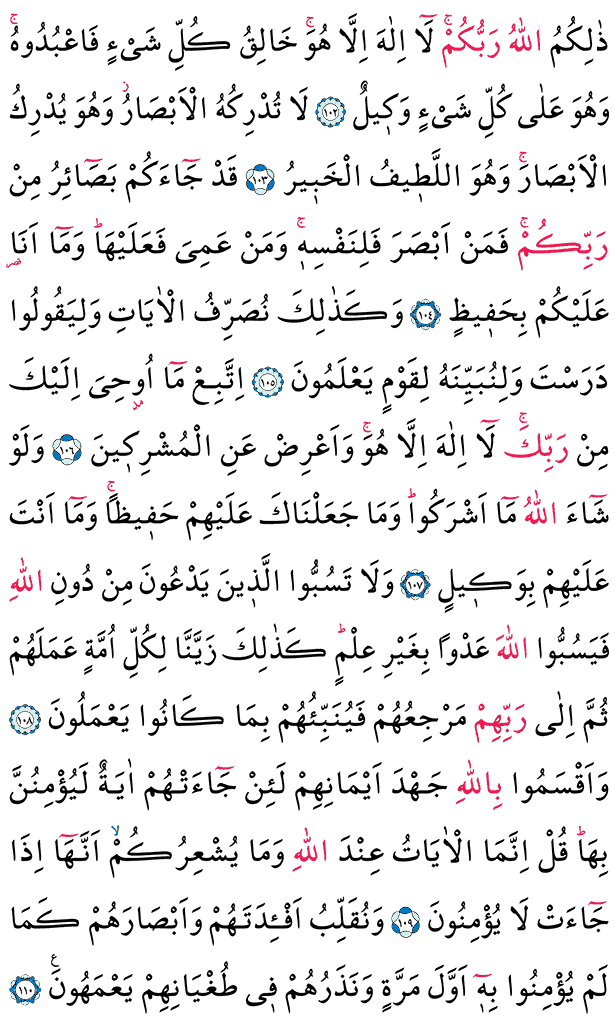 ذٰلِكُمُ اللّٰهُ رَبُّكُمْۚ لَٓا اِلٰهَ اِلَّا هُوَۚ خَالِقُ كُلِّ شَيْءٍ فَاعْبُدُوهُۚ
وَهُوَ عَلٰى كُلِّ شَيْءٍ وَك۪يلٌ ﴿١٠٢﴾ لَا تُدْرِكُهُ الْاَبْصَارُۘ وَهُوَ يُدْرِكُ
الْاَبْصَارَۚ وَهُوَ اللَّط۪يفُ الْخَب۪يرُ ﴿١٠٣﴾ قَدْ جَٓاءَكُمْ بَصَٓائِرُ مِنْ
رَبِّكُمْۚ فَمَنْ اَبْصَرَ فَلِنَفْسِه۪ۚ وَمَنْ عَمِيَ فَعَلَيْهَاۜ وَمَٓا اَنَا۬
عَلَيْكُمْ بِحَف۪يظٍ ﴿١٠٤﴾ وَكَذٰلِكَ نُصَرِّفُ الْاٰيَاتِ وَلِيَقُولُوا
دَرَسْتَ وَلِنُبَيِّنَهُ لِقَوْمٍ يَعْلَمُونَ ﴿١٠٥﴾ اِتَّبِعْ مَٓا اُو۫حِيَ اِلَيْكَ
مِنْ رَبِّكَۚ لَٓا اِلٰهَ اِلَّا هُوَۚ وَاَعْرِضْ عَنِ الْمُشْرِك۪ينَ ﴿١٠٦﴾ وَلَوْ
شَٓاءَ اللّٰهُ مَٓا اَشْرَكُواۜ وَمَا جَعَلْنَاكَ عَلَيْهِمْ حَف۪يظًاۚ وَمَٓا اَنْتَ
عَلَيْهِمْ بِوَك۪يلٍ ﴿١٠٧﴾ وَلَا تَسُبُّوا الَّذ۪ينَ يَدْعُونَ مِنْ دُونِ اللّٰهِ
فَيَسُبُّوا اللّٰهَ عَدْوًا بِغَيْرِ عِلْمٍۜ كَذٰلِكَ زَيَّنَّا لِكُلِّ اُمَّةٍ عَمَلَهُمْ
ثُمَّ اِلٰى رَبِّهِمْ مَرْجِعُهُمْ فَيُنَبِّئُهُمْ بِمَا كَانُوا يَعْمَلُونَ ﴿١٠٨﴾
وَاَقْسَمُوا بِاللّٰهِ جَهْدَ اَيْمَانِهِمْ لَئِنْ جَٓاءَتْهُمْ اٰيَةٌ لَيُؤْمِنُنَّ
بِهَاۜ قُلْ اِنَّمَا الْاٰيَاتُ عِنْدَ اللّٰهِ وَمَا يُشْعِرُكُمْۙ اَنَّهَٓا اِذَا
جَٓاءَتْ لَا يُؤْمِنُونَ ﴿١٠٩﴾ وَنُقَلِّبُ اَفْـِٔدَتَهُمْ وَاَبْصَارَهُمْ كَمَا
لَمْ يُؤْمِنُوا بِه۪ٓ اَوَّلَ مَرَّةٍ وَنَذَرُهُمْ ف۪ي طُغْيَانِهِمْ يَعْمَهُونَ۟ ﴿١١٠﴾